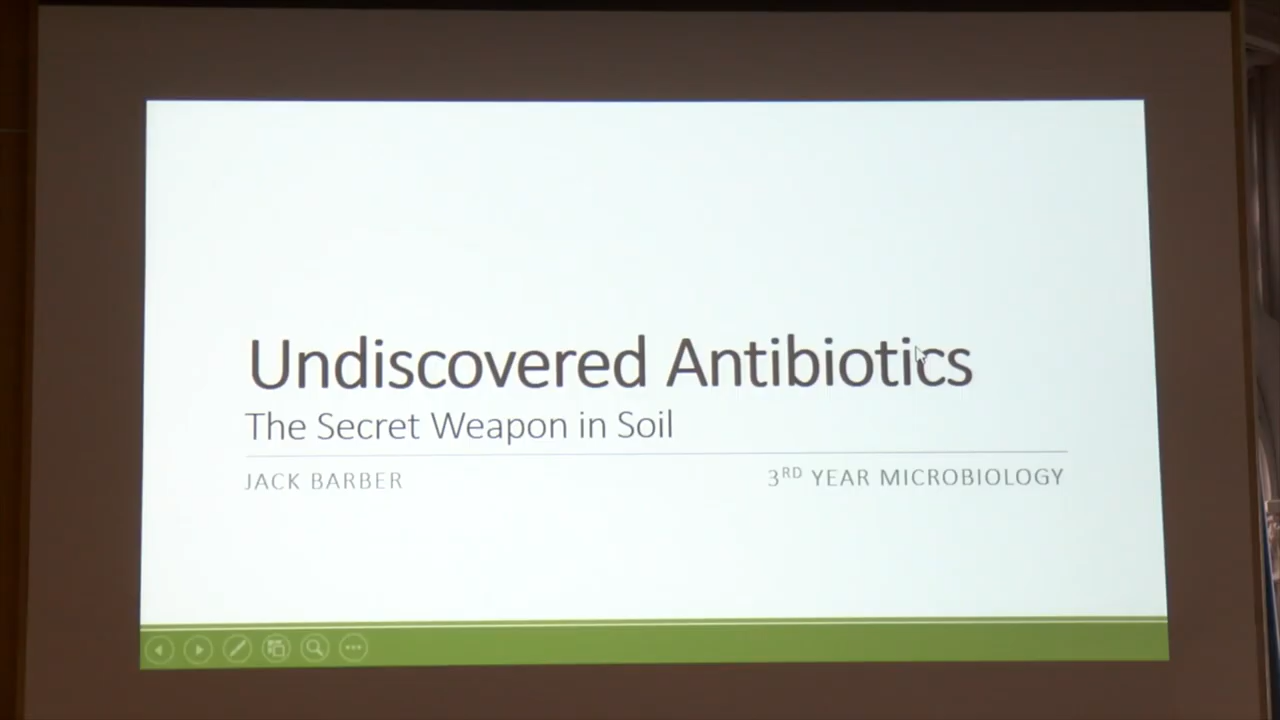 Undiscovered Antibiotics
The Secret Weapon in Soil
JACK BARBER
3RD YEAR MICROBIOLOGY